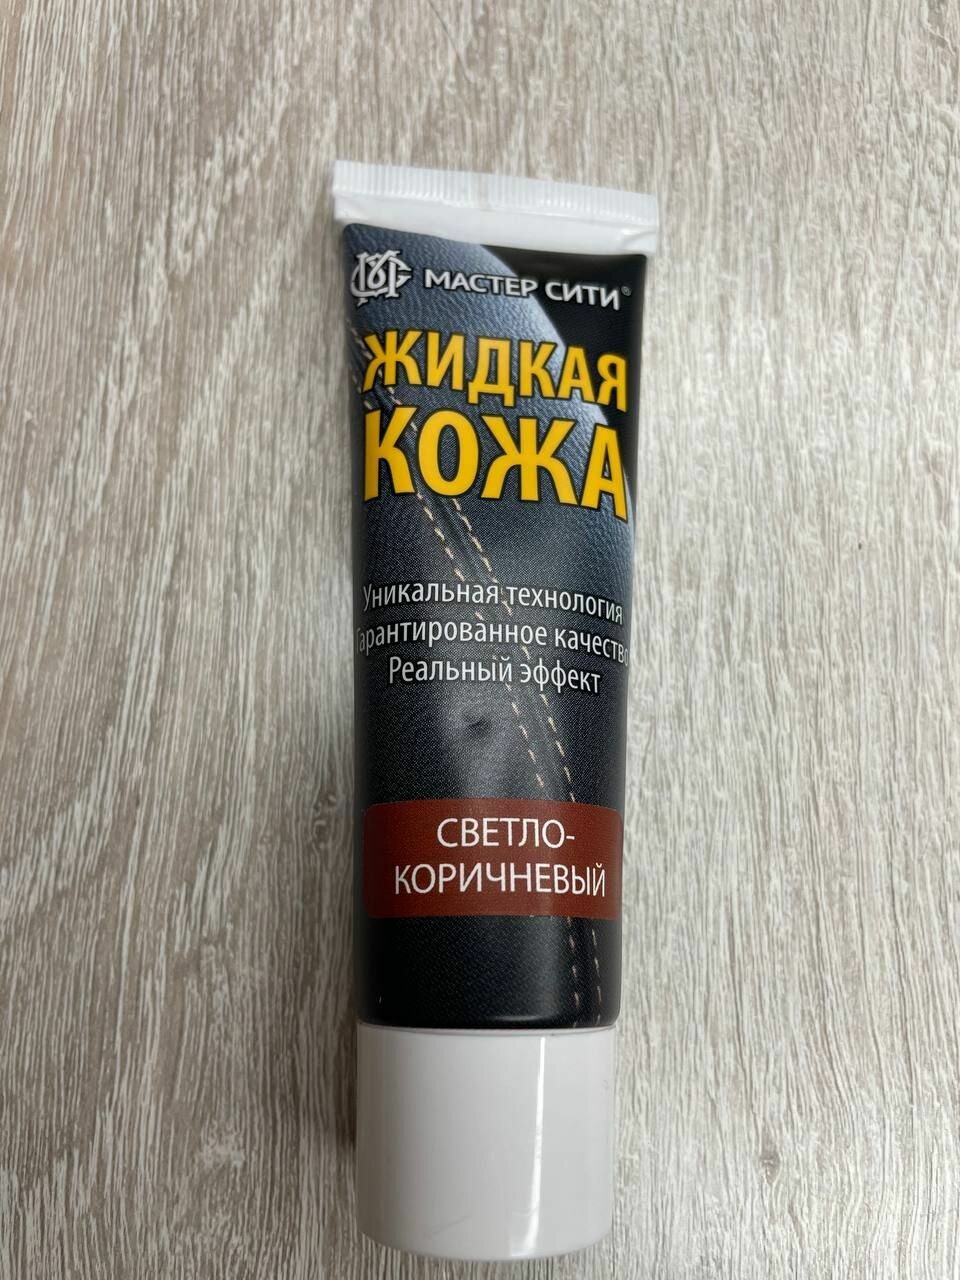 МАСТЕР СИТИ®
ЖИДКАЯ
КОЖА
Уникальная технология
Гарантированное качество
Реальный эффект
СВЕТЛО-
КОРИЧНЕВЫЙ